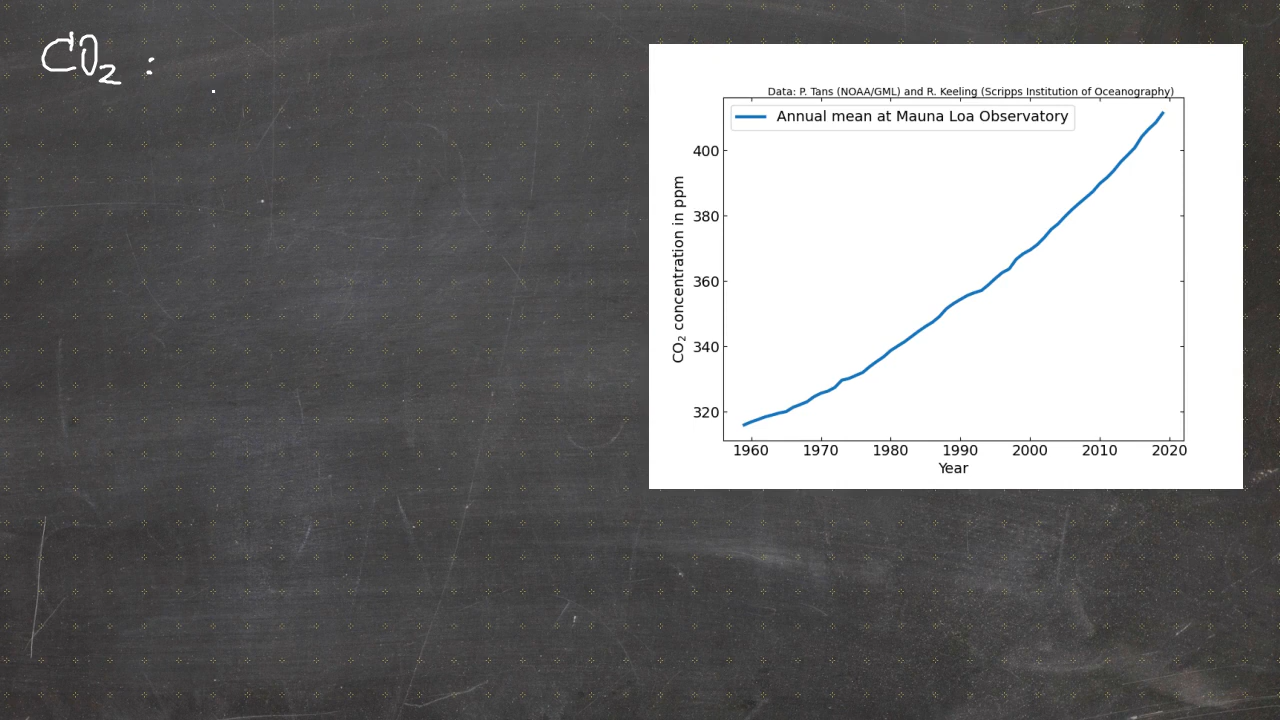 CO₂ :
Data: P. Tans (NOAA/GML) and R. Keeling (Scripps Institution of Oceanography)
Annual mean at Mauna Loa Observatory
CO₂ concentration in ppm
400
380
360
340
320
1960 1970 1980 1990 2000 2010 2020
Year